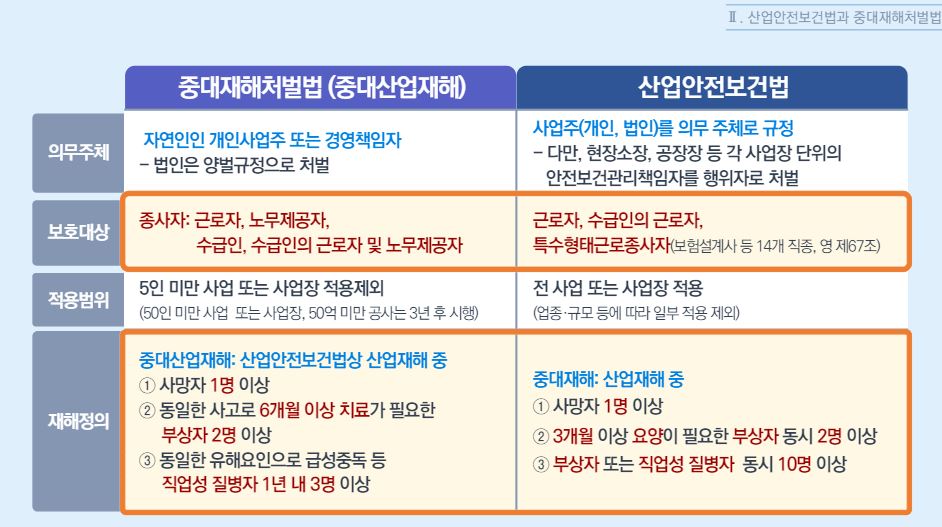 Ⅱ. 산업안전보건법과 중대재해처벌법
중대재해처벌법 (중대산업재해)
산업안전보건법
의무주체
자연인인 개인사업주 또는 경영책임자
- 법인은 양벌규정으로 처벌
사업주(개인, 법인)를 의무 주체로 규정
- 다만, 현장소장, 공장장 등 각 사업장 단위의
안전보건관리책임자를 행위자로 처벌
보호대상
종사자: 근로자, 노무제공자,
수급인, 수급인의 근로자 및 노무제공자
근로자, 수급인의 근로자,
특수형태근로종사자(보험설계사 등 14개 직종, 영 제67조)
적용범위
5인 미만 사업 또는 사업장 적용제외
(50인 미만 사업 또는 사업장, 50억 미만 공사는 3년 후 시행)
전 사업 또는 사업장 적용
(업종·규모 등에 따라 일부 적용 제외)
재해정의
중대산업재해: 산업안전보건법상 산업재해 중
① 사망자 1명 이상
② 동일한 사고로 6개월 이상 치료가 필요한
부상자 2명 이상
③ 동일한 유해요인으로 급성중독 등
직업성 질병자 1년 내 3명 이상
중대재해: 산업재해 중
① 사망자 1명 이상
② 3개월 이상 요양이 필요한 부상자 동시 2명 이상
③ 부상자 또는 직업성 질병자 동시 10명 이상